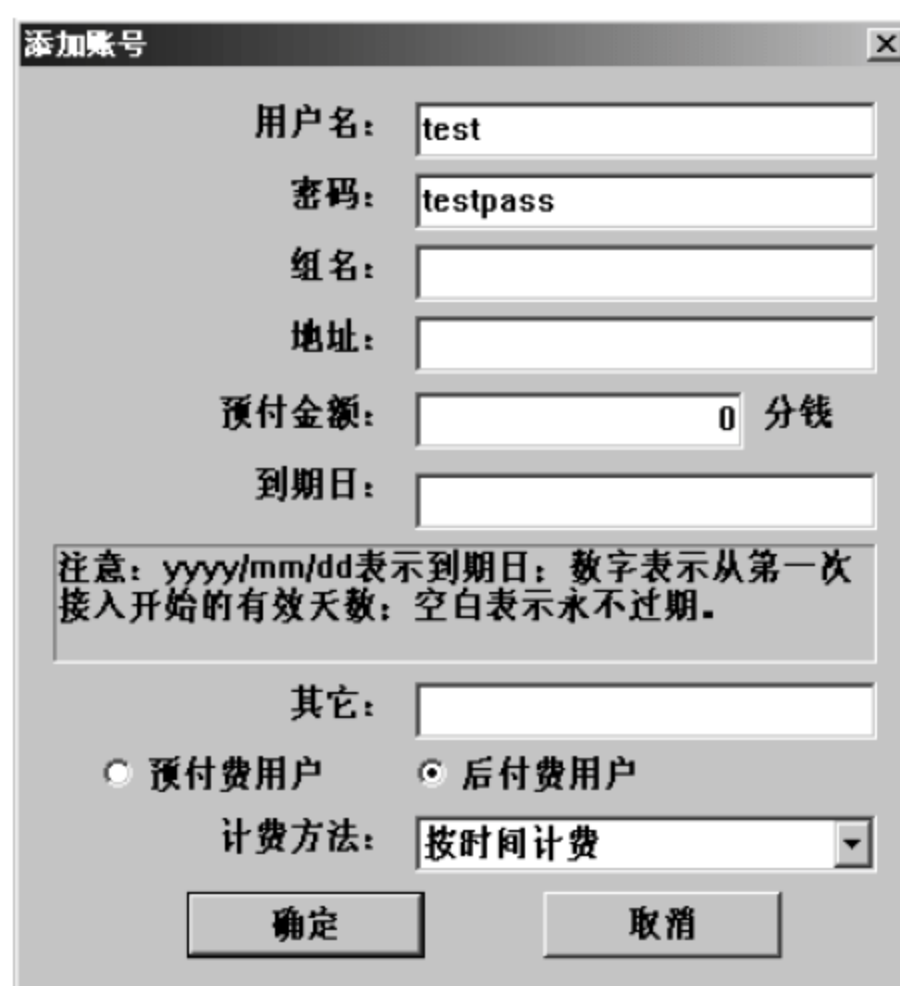 添加账号
用户名： test
密码： testpass
组名：
地址：
预付金额： 0 分钱
到期日：
注意：yyyy/mm/dd表示到期日；数字表示从第一次
接入开始的有效天数；空白表示永不过期。
其它：
预付费用户 后付费用户
计费方法： 按时间计费
确定 取消